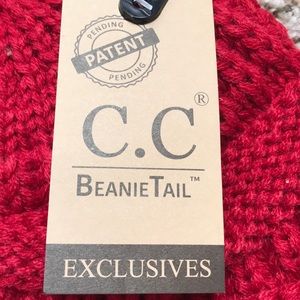 PENDING
PATENT
PENDING
C.C®
BEANIETAIL™
EXCLUSIVES